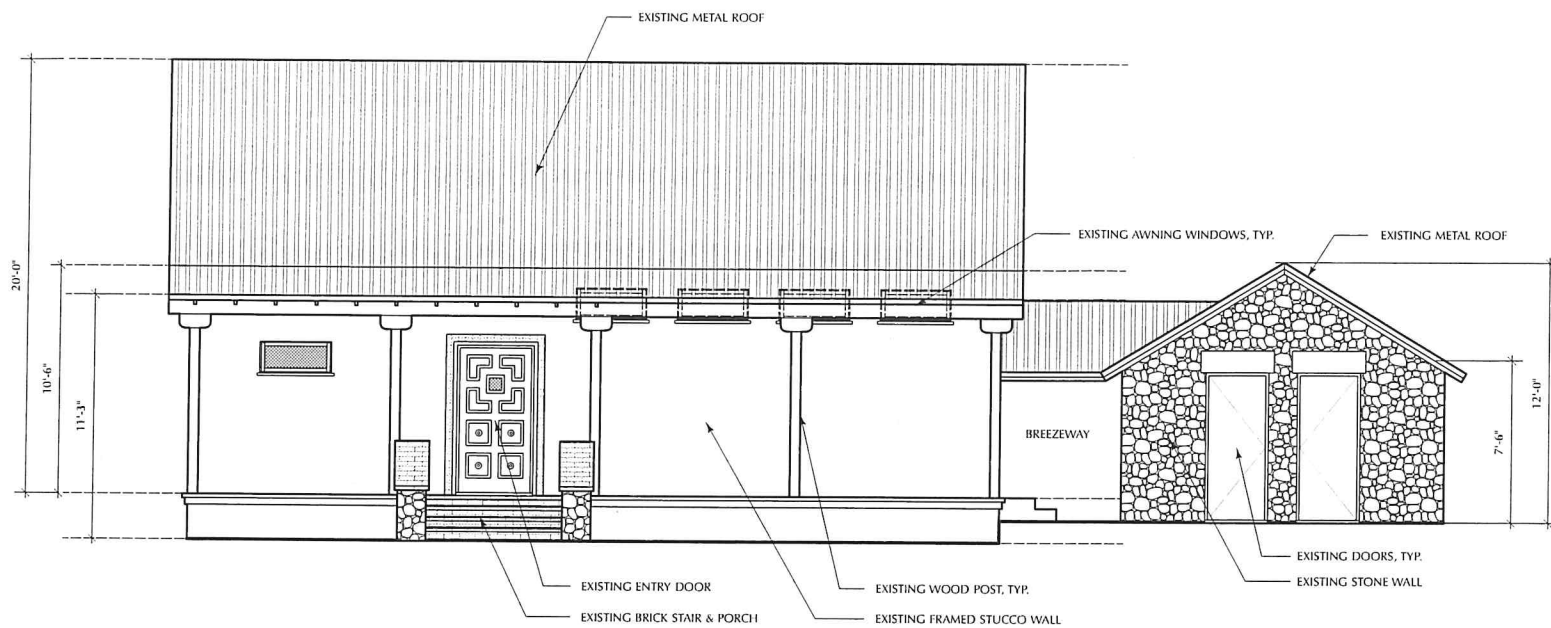 EXISTING METAL ROOF
EXISTING AWNING WINDOWS, TYP.
EXISTING METAL ROOF
20'-0"
10'-6"
11'-3"
12'-0"
7'-6"
BREEZEWAY
EXISTING DOORS, TYP.
EXISTING STONE WALL
EXISTING ENTRY DOOR
EXISTING WOOD POST, TYP.
EXISTING BRICK STAIR & PORCH
EXISTING FRAMED STUCCO WALL